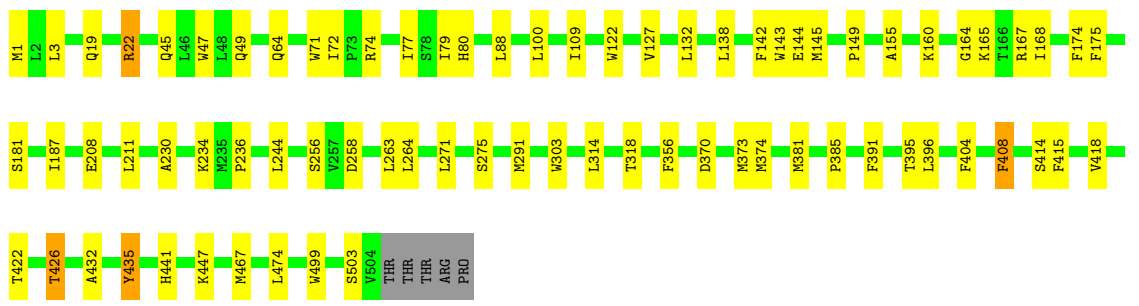 M1 L2 L3 Q19 R22 Q45 L46 W47 L48 Q49 Q64 W71 I72 P73 R74 I77 S78 I79 H80 L88 L100 I109 W122 V127 L132 L138 F142 W143 E144 M145 P149 A155 K160 G164 K165 T166 R167 I168 F174 F175
S181 I187 E208 L211 A230 K234 M235 P236 L244 S256 V257 D258 L263 L264 L271 S275 M291 W303 L314 T318 F356 D370 M373 M374 M381 P385 F391 T395 L396 F404 F408 S414 F415 V418
T422 T426 A432 Y435 H441 K447 M467 L474 W499 S503 V504 THR THR THR ARG PRO